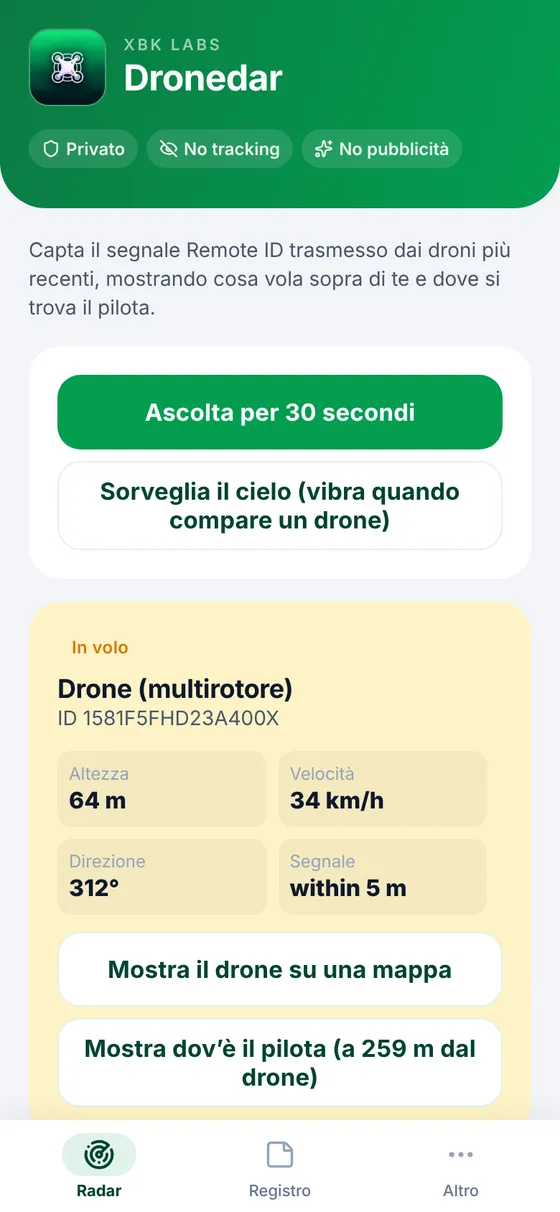 XBK LABS
Dronedar
Privato
No tracking
No pubblicità
Capta il segnale Remote ID trasmesso dai droni più
recenti, mostrando cosa vola sopra di te e dove si
trova il pilota.
Ascolta per 30 secondi
Sorveglia il cielo (vibra quando
compare un drone)
In volo
Drone (multirotore)
ID 1581F5FHD23A400X
Altezza
64 m
Velocità
34 km/h
Direzione
312°
Segnale
within 5 m
Mostra il drone su una mappa
Mostra dov’è il pilota (a 259 m dal
drone)
Radar
Registro
Altro